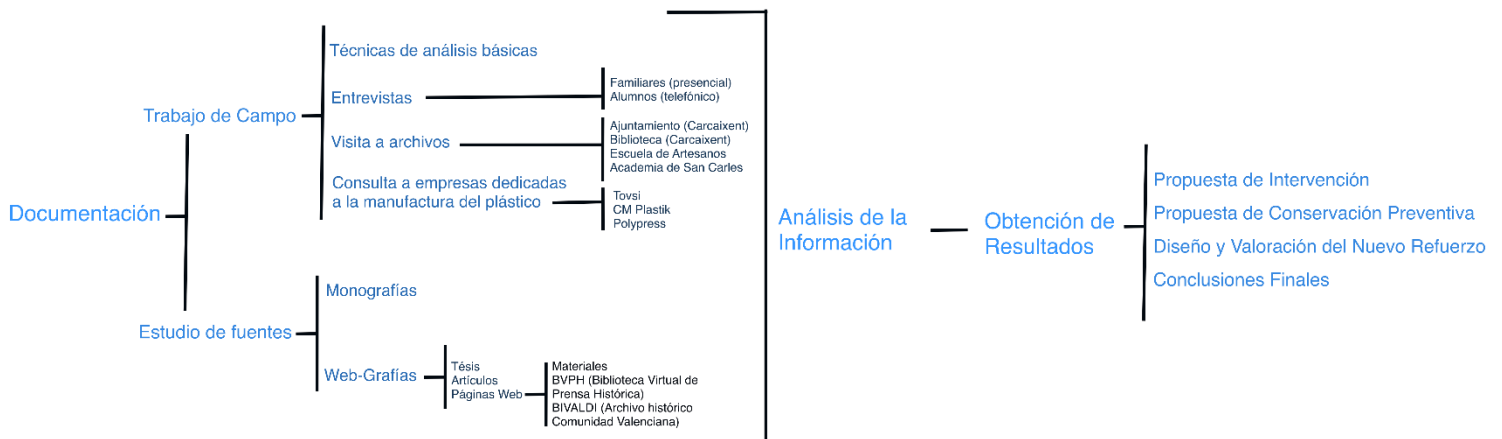 Documentación
Trabajo de Campo
Técnicas de análisis básicas
Entrevistas
Familiares (presencial)
Alumnos (telefónico)
Visita a archivos
Ajuntamiento (Carcaixent)
Biblioteca (Carcaixent)
Escuela de Artesanos
Academia de San Carles
Consulta a empresas dedicadas
a la manufactura del plástico
Tovsi
CM Plastik
Polypress
Estudio de fuentes
Monografías
Web-Grafías
Tésis
Artículos
Páginas Web
Materiales
BVPH (Biblioteca Virtual de
Prensa Histórica)
BIVALDI (Archivo histórico
Comunidad Valenciana)
Análisis de la
Información
Obtención de
Resultados
Propuesta de Intervención
Propuesta de Conservación Preventiva
Diseño y Valoración del Nuevo Refuerzo
Conclusiones Finales